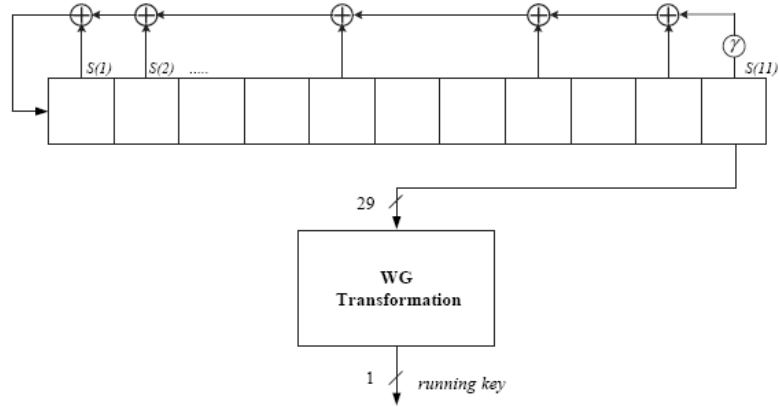 γ
S(1) S(2) ..... S(11)
29
WG
Transformation
1
running key